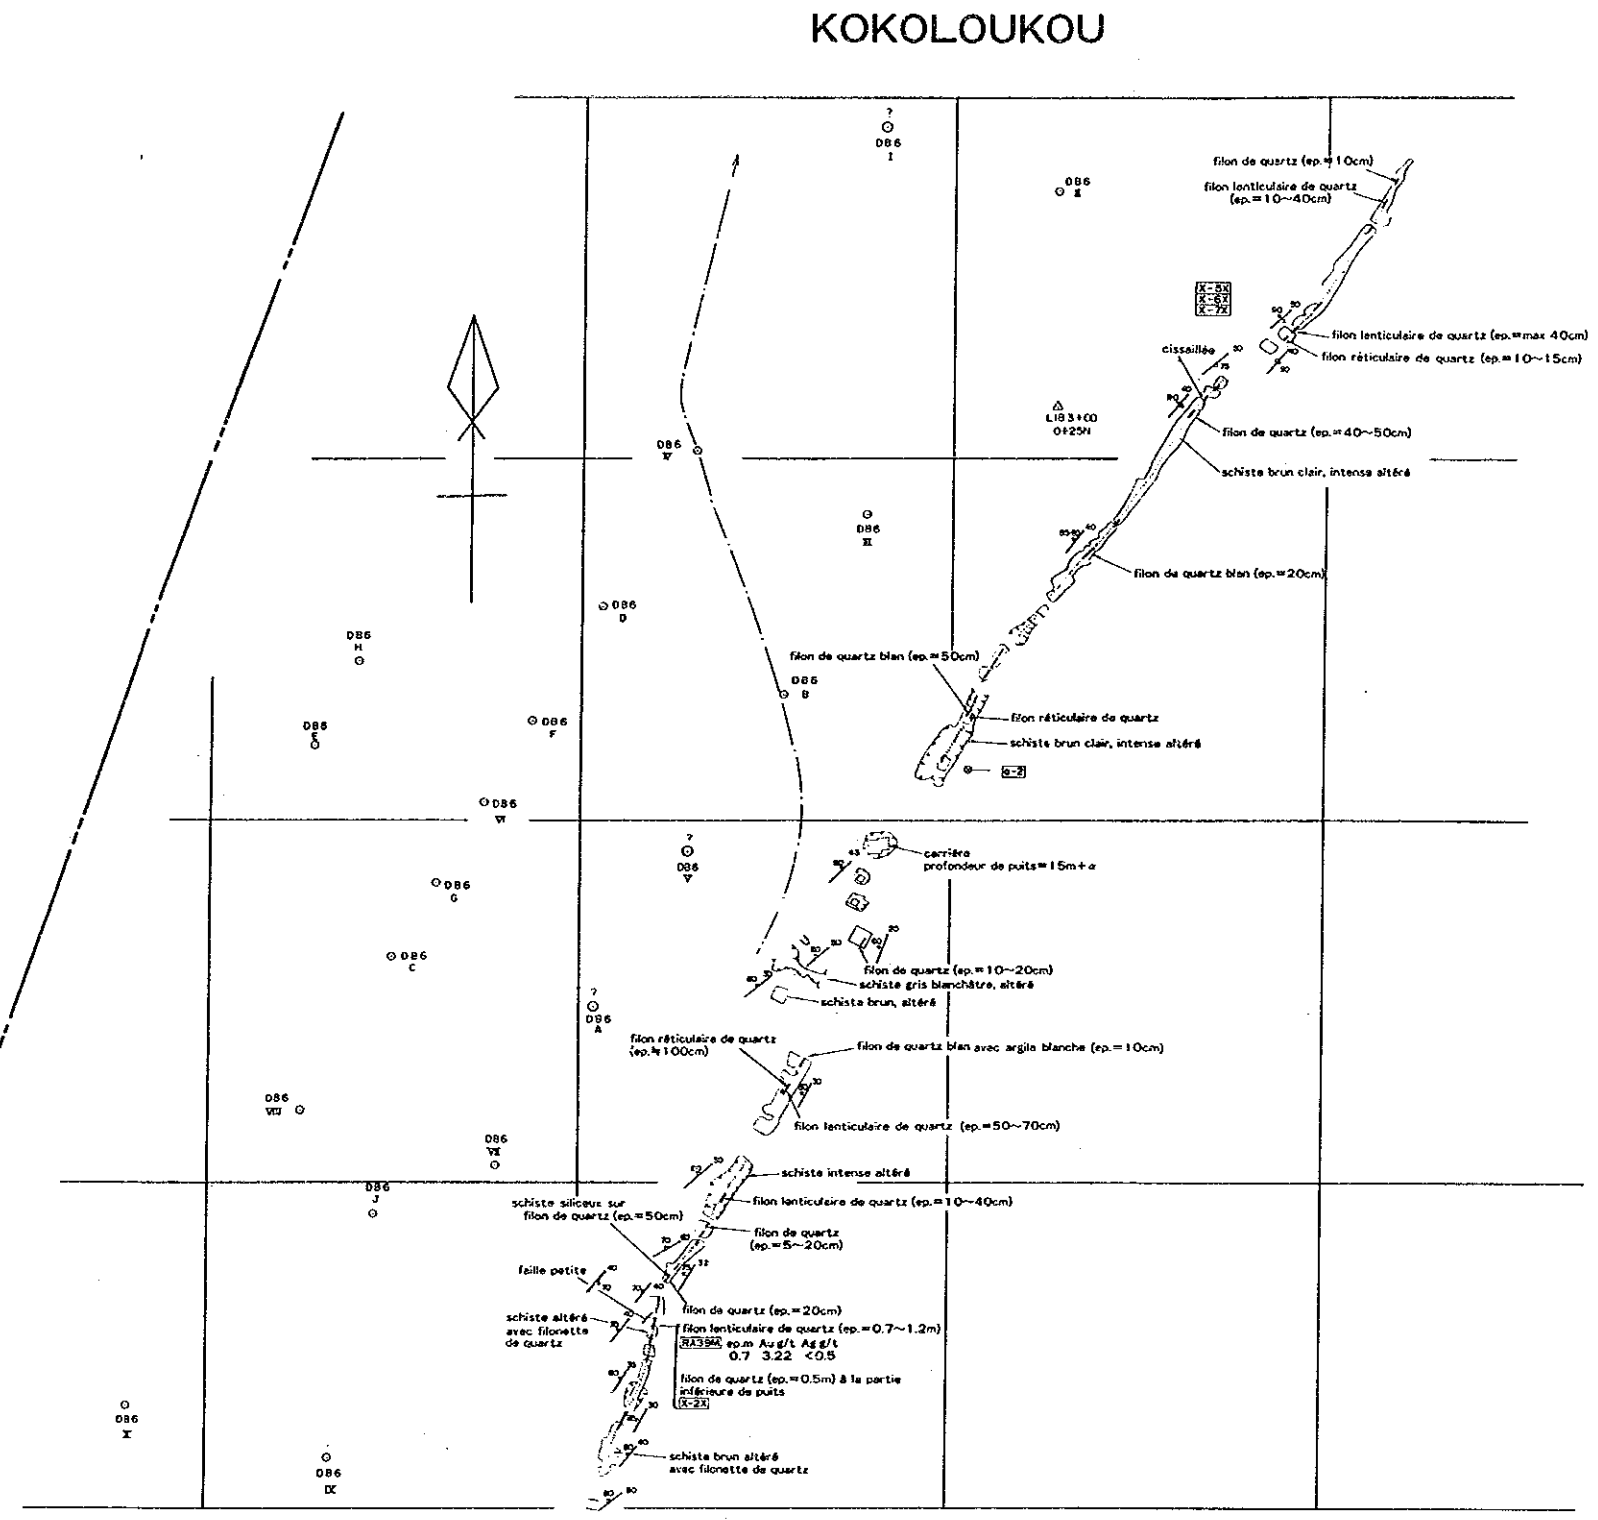 KOKOLOUKOU
?
DB6
I
DB6
II
filon de quartz (ep.=10cm)
filon lenticulaire de quartz
(ep.=10~40cm)
X-5X
X-6X
X-7X
filon lenticulaire de quartz (ep.=max 40cm)
filon réticulaire de quartz (ep.=10~15cm)
cissaillée
L1B3+00
0+25N
filon de quartz (ep.=40~50cm)
schiste brun clair, intense altéré
DB6
IV
DB6
filon de quartz blan (ep.=20cm)
DB6
D
DB6
H
filon de quartz blan (ep.=50cm)
DB6
B
filon réticulaire de quartz
schiste brun clair, intense altéré
DB6
E
DB6
F
DB6
VI
?
DB6
V
carrière
profondeur de puits=15m+α
DB6
G
DB6
C
filon de quartz (ep.=10~20cm)
schiste gris blanchâtre, altéré
schiste brun, altéré
?
DB6
A
filon réticulaire de quartz
(ep.≒100cm)
filon de quartz blan avec argile blanche (ep.=10cm)
filon lenticulaire de quartz (ep.=50~70cm)
DB6
VIII
DB6
VII
schiste intense altéré
DB6
J
schiste siliceux sur
filon de quartz (ep.=50cm)
filon lenticulaire de quartz (ep.=10~40cm)
filon de quartz
(ep.=5~20cm)
faille petite
filon de quartz (ep.=20cm)
schiste altéré
avec filonette
de quartz
filon lenticulaire de quartz (ep.=0.7~1.2m)
RA39M ep.m Au g/t Ag g/t
0.7 3.22 <0.5
filon de quartz (ep.=0.5m) à la partie
inférieure de puits
X-2X
DB6
X
DB6
IX
schiste brun altéré
avec filonette de quartz